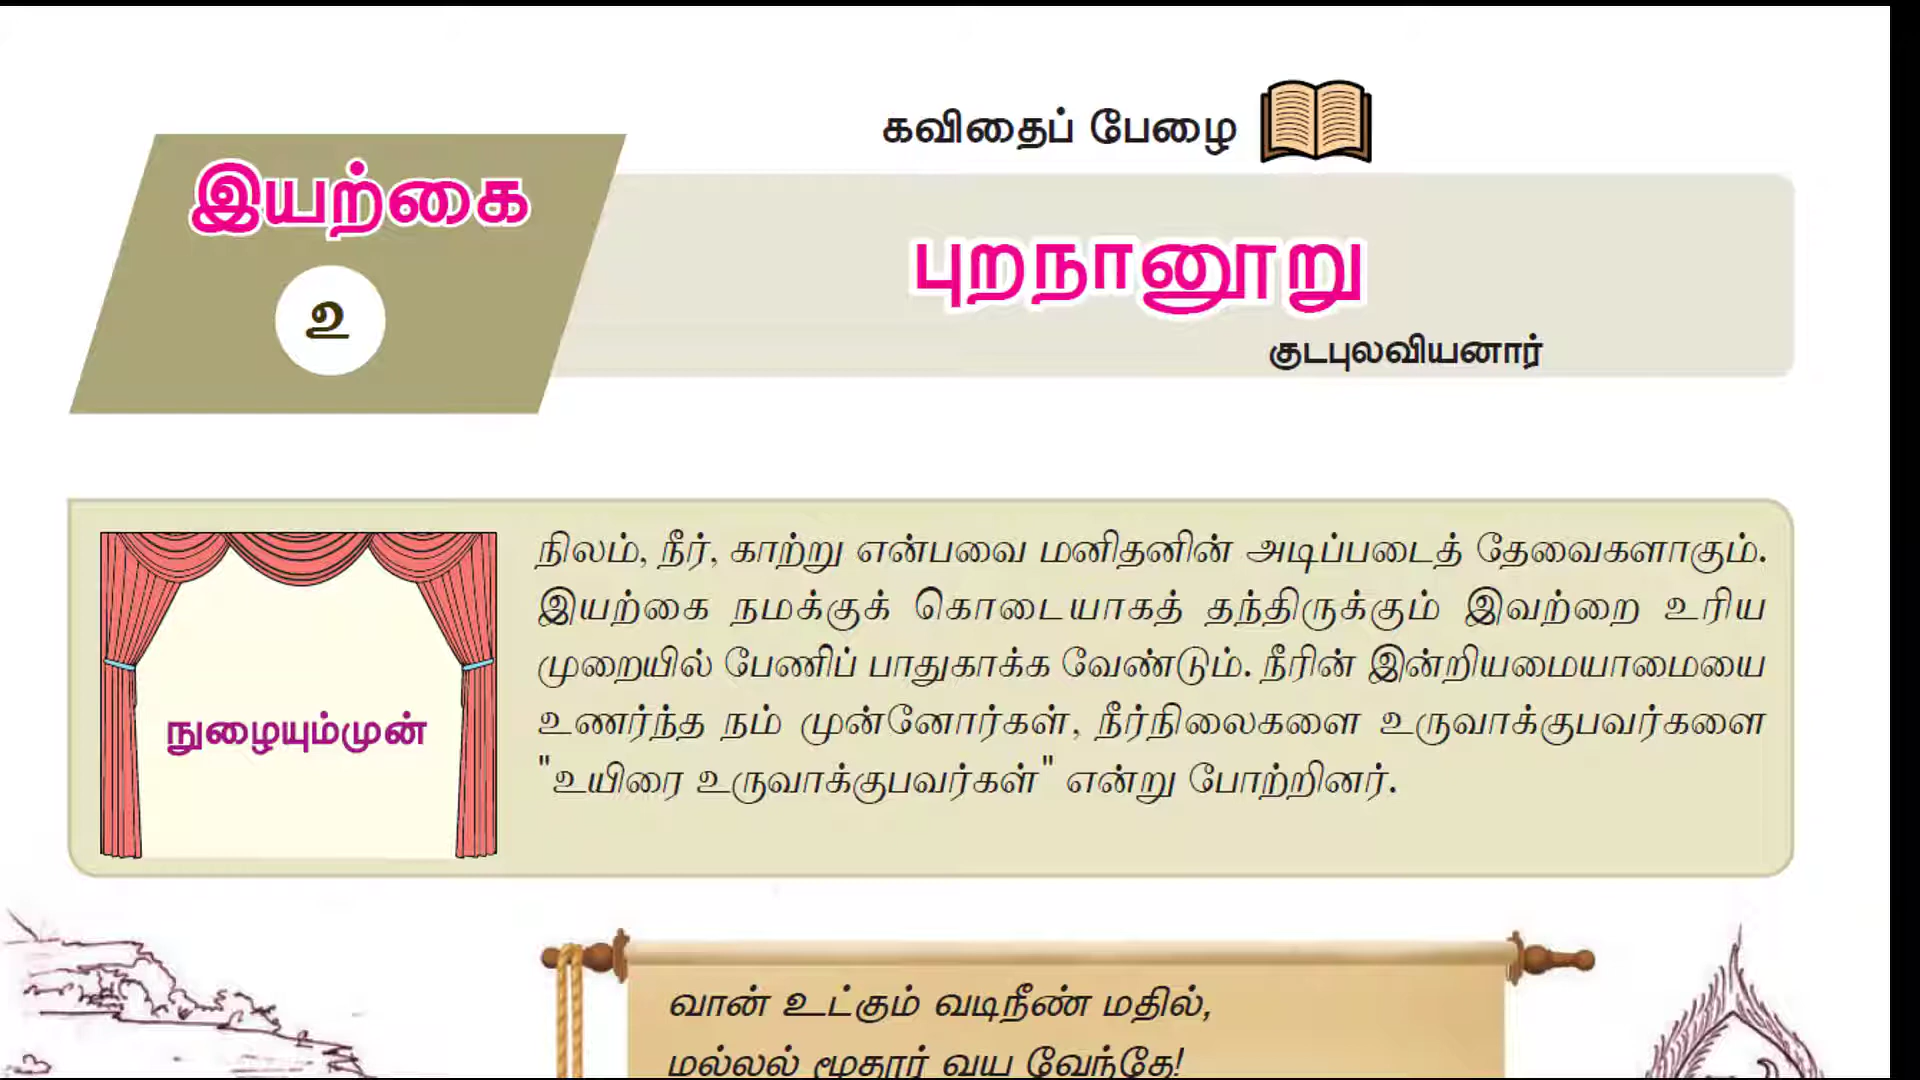 கவிதைப் பேழை
இயற்கை
உ
புறநானூறு
குடபுலவியனார்
நுழையும்முன்
நிலம், நீர், காற்று என்பவை மனிதனின் அடிப்படைத் தேவைகளாகும்.
இயற்கை நமக்குக் கொடையாகத் தந்திருக்கும் இவற்றை உரிய
முறையில் பேணிப் பாதுகாக்க வேண்டும். நீரின் இன்றியமையாமையை
உணர்ந்த நம் முன்னோர்கள், நீர்நிலைகளை உருவாக்குபவர்களை
"உயிரை உருவாக்குபவர்கள்" என்று போற்றினர்.
வான் உட்கும் வடிநீண் மதில்,
மல்லல் மூதூர் வய வேந்தே!